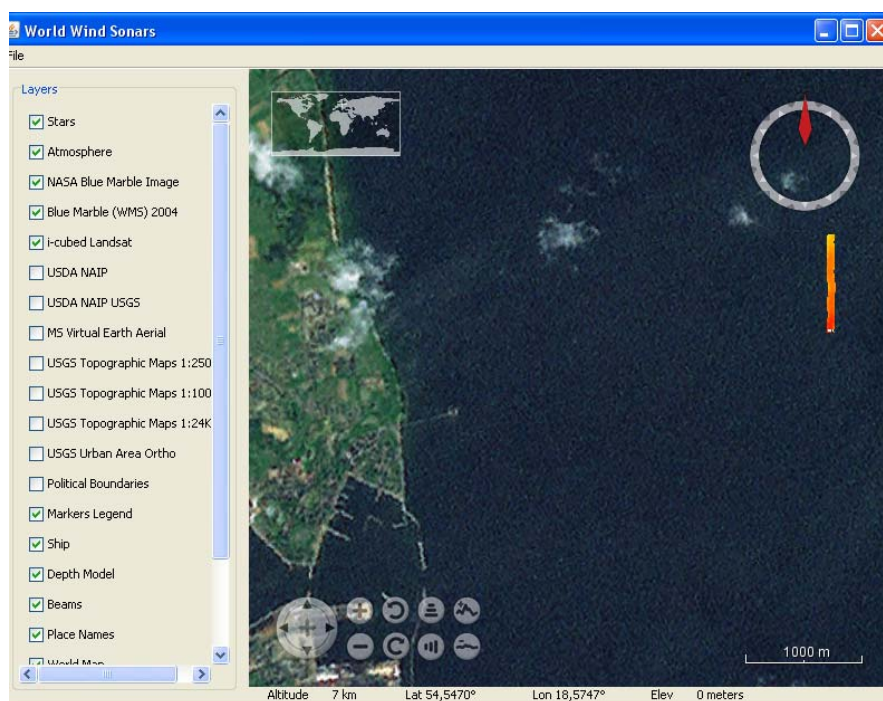 World Wind Sonars
File
Layers
Stars
Atmosphere
NASA Blue Marble Image
Blue Marble (WMS) 2004
i-cubed Landsat
USDA NAIP
USDA NAIP USGS
MS Virtual Earth Aerial
USGS Topographic Maps 1:250
USGS Topographic Maps 1:100
USGS Topographic Maps 1:24K
USGS Urban Area Ortho
Political Boundaries
Markers Legend
Ship
Depth Model
Beams
Place Names
World Map
1000 m
Altitude 7 km Lat 54,5470° Lon 18,5747° Elev 0 meters